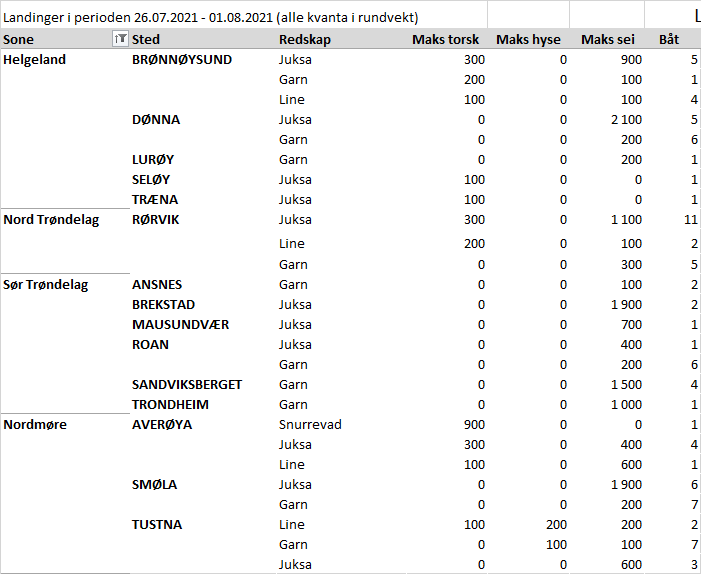 Landinger i perioden 26.07.2021 - 01.08.2021 (alle kvanta i rundvekt) L
Sone Sted Redskap Maks torsk Maks hyse Maks sei Båt
Helgeland BRØNNØYSUND Juksa 300 0 900 5
Garn 200 0 100 1
Line 100 0 100 4
DØNNA Juksa 0 0 2 100 5
Garn 0 0 200 6
LURØY Garn 0 0 200 1
SELØY Juksa 100 0 0 1
TRÆNA Juksa 100 0 0 1
Nord Trøndelag RØRVIK Juksa 300 0 1 100 11
Line 200 0 100 2
Garn 0 0 300 5
Sør Trøndelag ANSNES Garn 0 0 100 2
BREKSTAD Juksa 0 0 1 900 2
MAUSUNDVÆR Juksa 0 0 700 1
ROAN Juksa 0 0 400 1
Garn 0 0 200 6
SANDVIKSBERGET Garn 0 0 1 500 4
TRONDHEIM Garn 0 0 1 000 1
Nordmøre AVERØYA Snurrevad 900 0 0 1
Juksa 300 0 400 4
Line 100 0 600 1
SMØLA Juksa 0 0 1 900 6
Garn 0 0 200 7
TUSTNA Line 100 200 200 2
Garn 0 100 100 7
Juksa 0 0 600 3